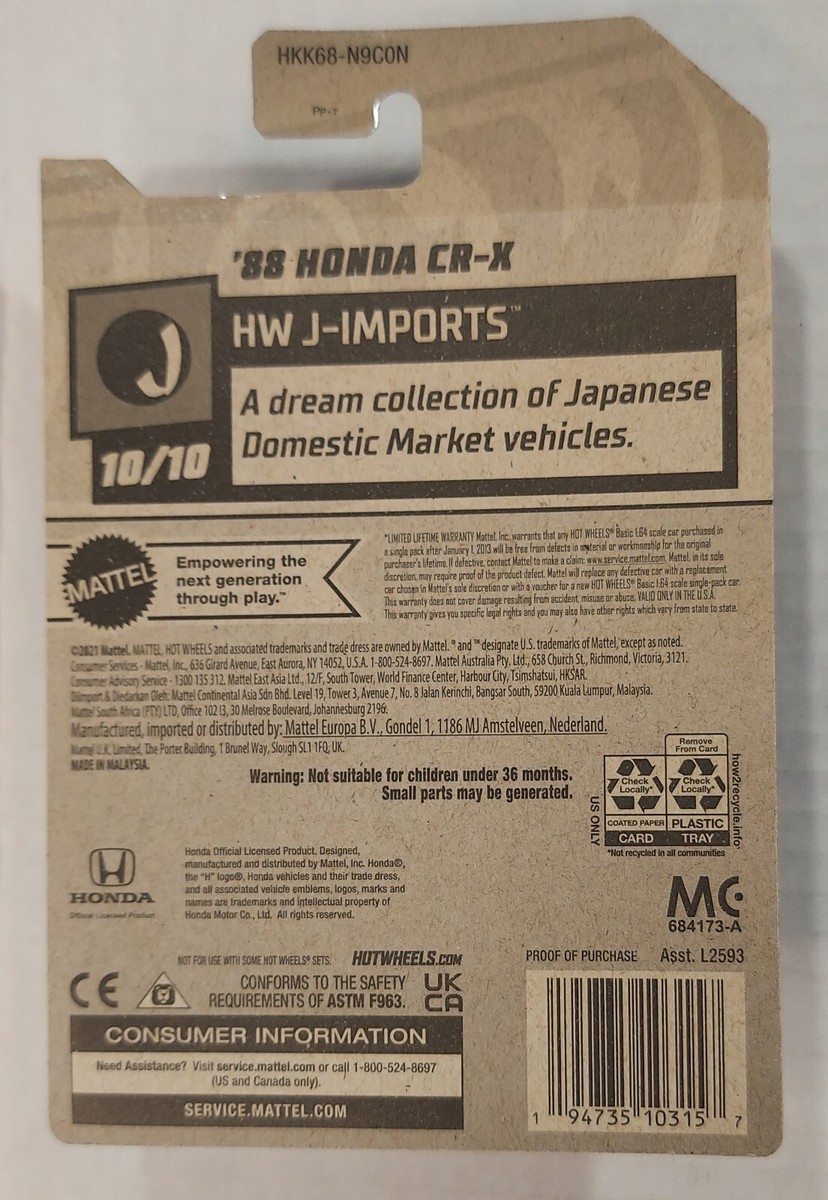 HKK68-N9C0N
PP-T
'88 HONDA CR-X
J
HW J-IMPORTS™
10/10
A dream collection of Japanese
Domestic Market vehicles.
MATTEL
Empowering the
next generation
through play.™
*LIMITED LIFETIME WARRANTY Mattel, Inc. warrants that any HOT WHEELS® Basic 1:64 scale car purchased in
a single pack after January 1, 2013 will be free from defects in material or workmanship for the original
purchaser's lifetime. If defective, contact Mattel to make a claim: www.service.mattel.com. Mattel, in its sole
discretion, may require proof of the product defect. Mattel will replace any defective car with a replacement
car chosen in Mattel's sole discretion or with a voucher for a new HOT WHEELS® Basic 1:64 scale single-pack car.
This warranty does not cover damage resulting from accident, misuse or abuse. VALID ONLY IN THE U.S.A.
This warranty gives you specific legal rights and you may also have other rights which vary from state to state.
©2021 Mattel. MATTEL, HOT WHEELS and associated trademarks and trade dress are owned by Mattel. ® and ™ designate U.S. trademarks of Mattel, except as noted.
Consumer Services - Mattel, Inc., 636 Girard Avenue, East Aurora, NY 14052, U.S.A. 1-800-524-8697. Mattel Australia Pty. Ltd., 658 Church St., Richmond, Victoria, 3121.
Consumer Advisory Service - 1300 135 312. Mattel East Asia Ltd., 12/F, South Tower, World Finance Center, Harbour City, Tsimshatsui, HK SAR.
Diimport & Diedarkan Oleh: Mattel Continental Asia Sdn Bhd. Level 19, Tower 3, Avenue 7, No. 8 Jalan Kerinchi, Bangsar South, 59200 Kuala Lumpur, Malaysia.
Mattel South Africa (PTY) LTD, Office 102 I3, 30 Melrose Boulevard, Johannesburg 2196.
Manufactured, imported or distributed by: Mattel Europa B.V., Gondel 1, 1186 MJ Amstelveen, Nederland.
Mattel U.K. Limited, The Porter Building, 1 Brunel Way, Slough SL1 1FQ, UK.
MADE IN MALAYSIA.
Warning: Not suitable for children under 36 months.
Small parts may be generated.
Remove
From Card
Check
Locally*
Check
Locally*
COATED PAPER
PLASTIC
CARD
TRAY
US ONLY
how2recycle.info
*Not recycled in all communities
HONDA
Official Licensed Product
Honda Official Licensed Product. Designed,
manufactured and distributed by Mattel, Inc. Honda®,
the "H" logo®, Honda vehicles and their trade dress,
and all associated vehicle emblems, logos, marks and
names are trademarks and intellectual property of
Honda Motor Co., Ltd. All rights reserved.
MC
684173-A
NOT FOR USE WITH SOME HOT WHEELS® SETS.
HOTWHEELS.COM
PROOF OF PURCHASE
Asst. L2593
CE
CONFORMS TO THE SAFETY
REQUIREMENTS OF ASTM F963.
UK
CA
CONSUMER INFORMATION
Need Assistance? Visit service.mattel.com or call 1-800-524-8697
(US and Canada only).
SERVICE.MATTEL.COM
1 94735 10315 7